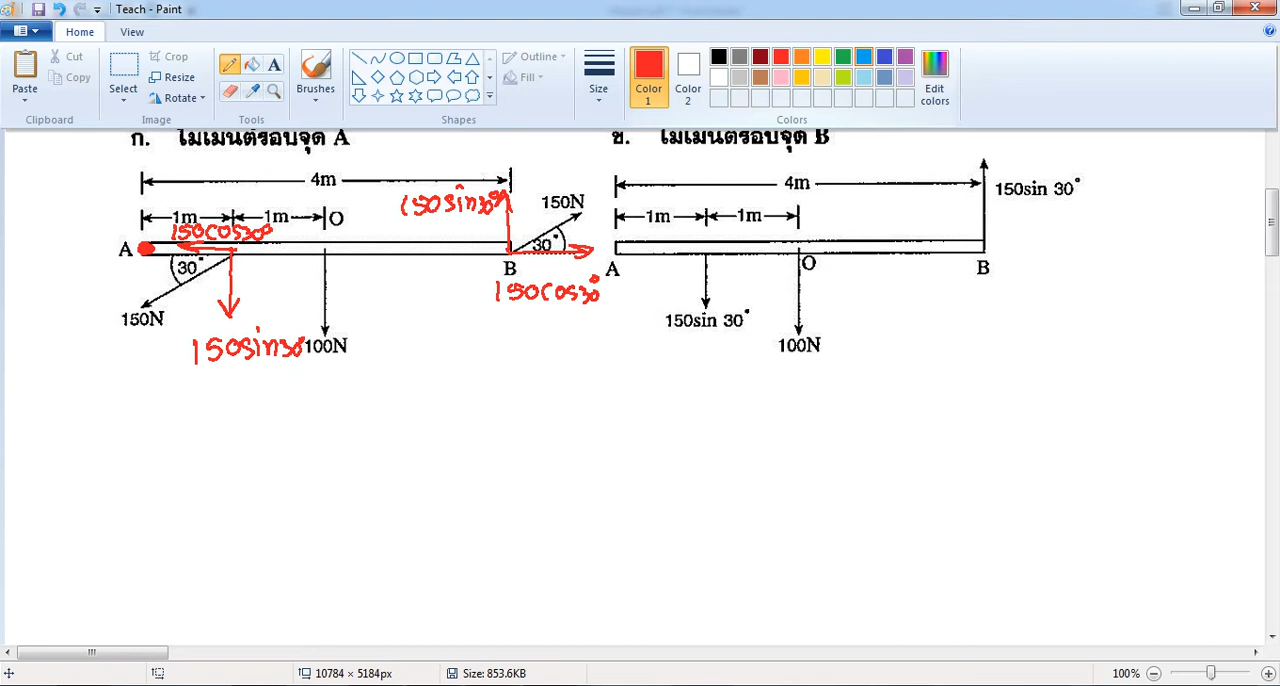 Teach - Paint
Home
View
Paste
Cut
Copy
Clipboard
Select
Crop
Resize
Rotate
Image
Tools
Brushes
Shapes
Outline
Fill
Size
Color 1
Color 2
Edit colors
Colors
ก. โมเมนต์รอบจุด A
ข. โมเมนต์รอบจุด B
4m
150sin30°
150N
1m
1m
O
150cos30°
A
30°
30°
B
150cos30°
150N
150sin30°
100N
4m
150sin 30°
1m
1m
A
O
B
150sin 30°
100N
10784 × 5184px
Size: 853.6KB
100%